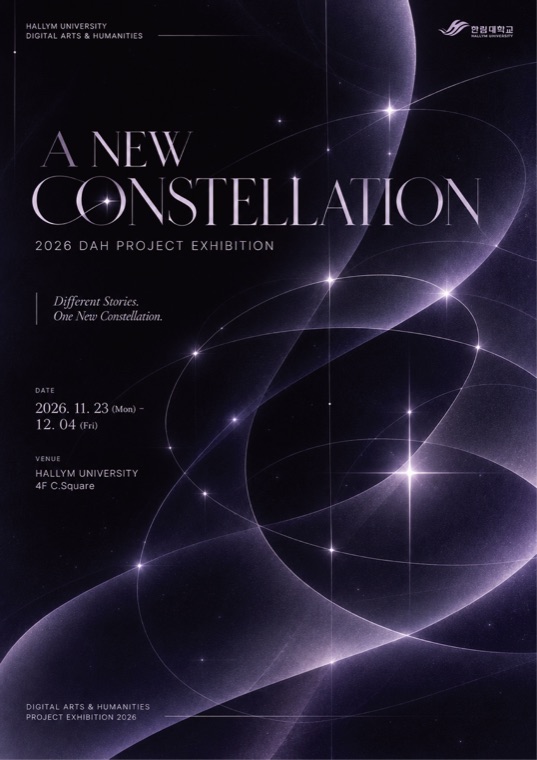 HALLYM UNIVERSITY
DIGITAL ARTS & HUMANITIES
한림대학교
HALLYM UNIVERSITY
A NEW
CONSTELLATION
2026 DAH PROJECT EXHIBITION
Different Stories.
One New Constellation.
DATE
2026. 11. 23 (Mon) –
12. 04 (Fri)
VENUE
HALLYM UNIVERSITY
4F C.Square
DIGITAL ARTS & HUMANITIES
PROJECT EXHIBITION 2026